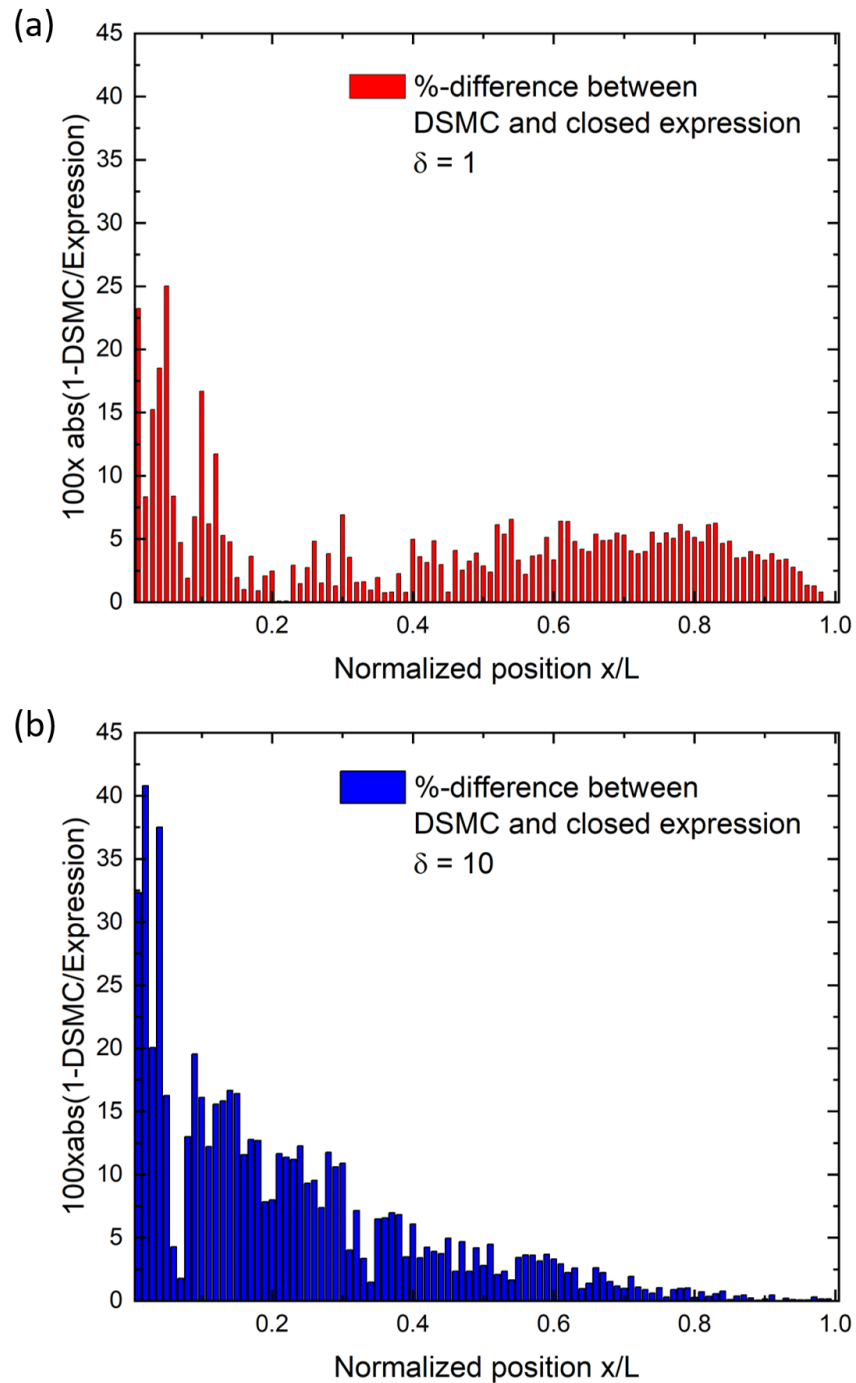 (a)
45
40
35
30
25
20
15
10
5
0
100x abs(1-DSMC/Expression)
%-difference between
DSMC and closed expression
δ = 1
0.2
0.4
0.6
0.8
1.0
Normalized position x/L
(b)
45
40
35
30
25
20
15
10
5
0
100xabs(1-DSMC/Expression)
%-difference between
DSMC and closed expression
δ = 10
0.2
0.4
0.6
0.8
1.0
Normalized position x/L